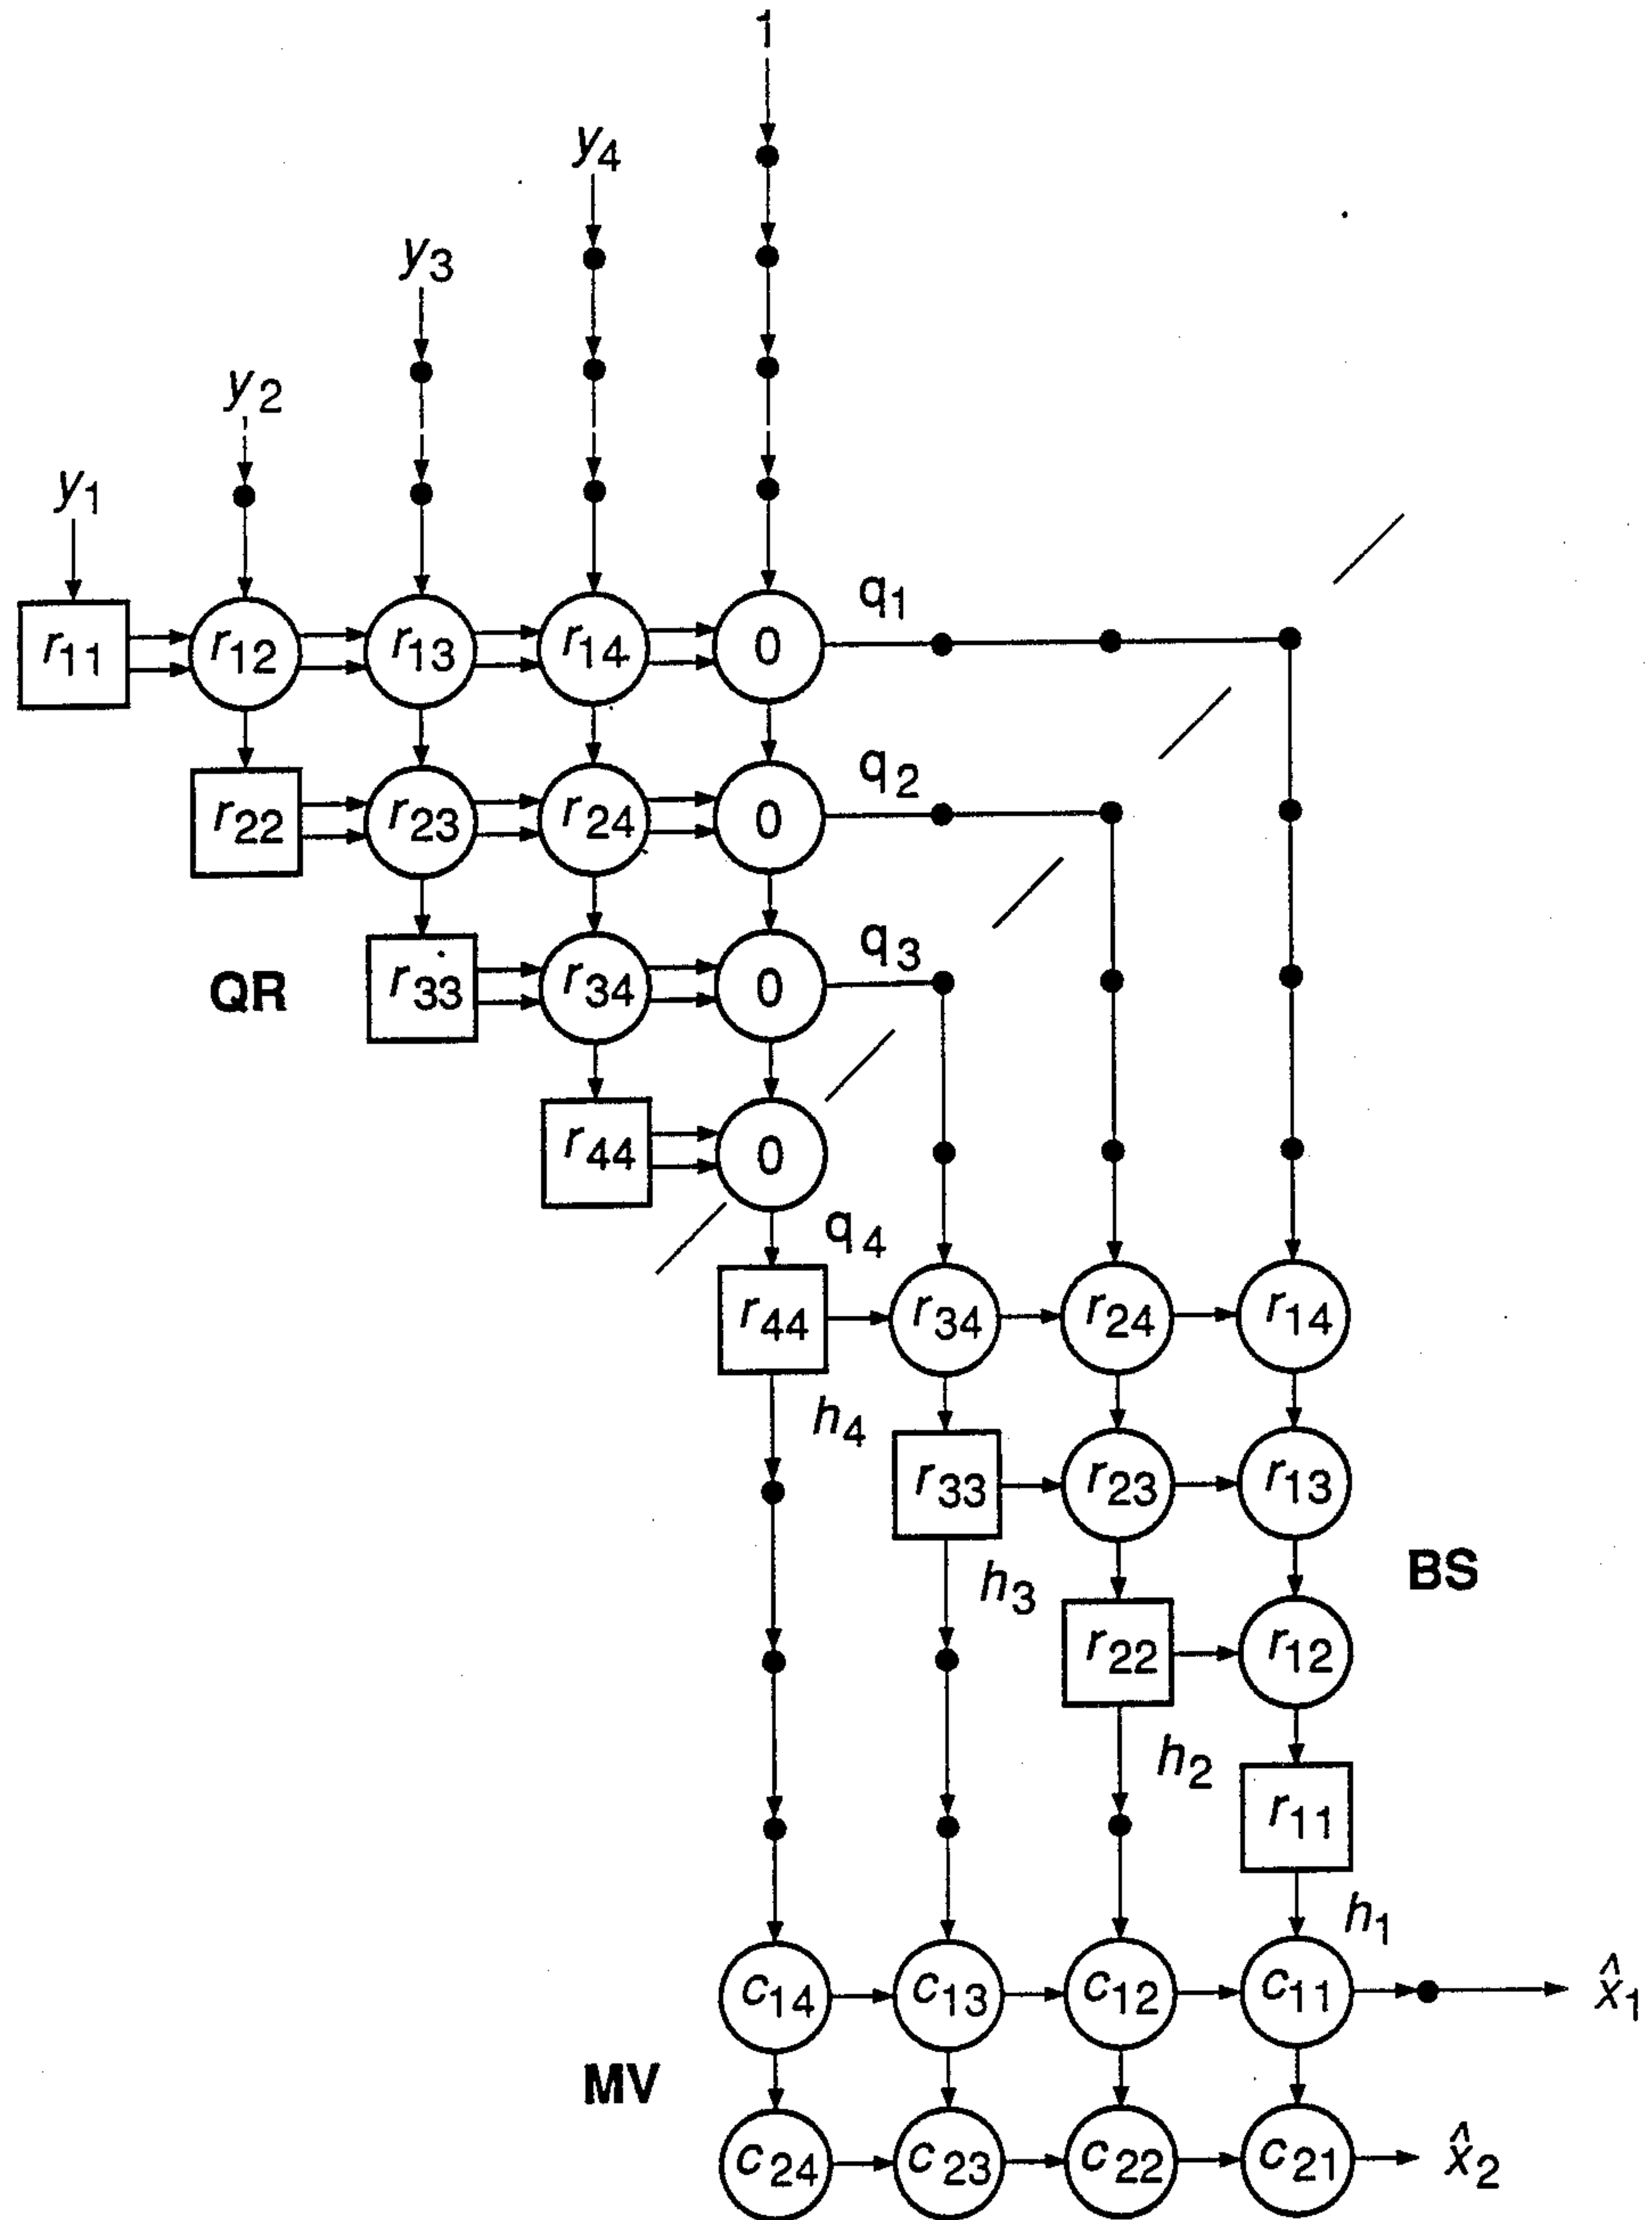 1
y4
y3
y2
y1
r11 r12 r13 r14 0 q1
r22 r23 r24 0 q2
QR r33 r34 0 q3
r44 0
q4
r44 r34 r24 r14
h4
r33 r23 r13
h3 BS
r22 r12
h2
r11
h1
c14 c13 c12 c11 x̂1
MV
c24 c23 c22 c21 x̂2